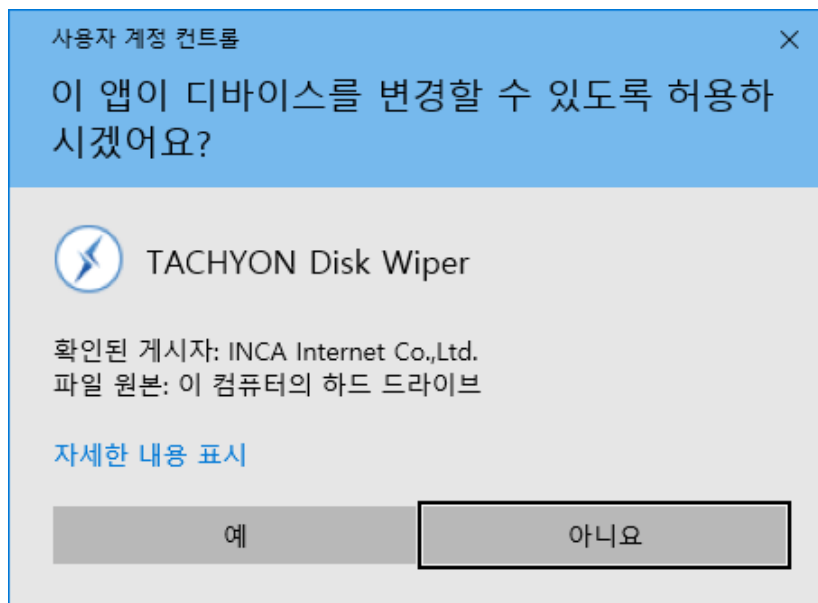 사용자 계정 컨트롤
이 앱이 디바이스를 변경할 수 있도록 허용하
시겠어요?
TACHYON Disk Wiper
확인된 게시자: INCA Internet Co.,Ltd.
파일 원본: 이 컴퓨터의 하드 드라이브
자세한 내용 표시
예
아니요